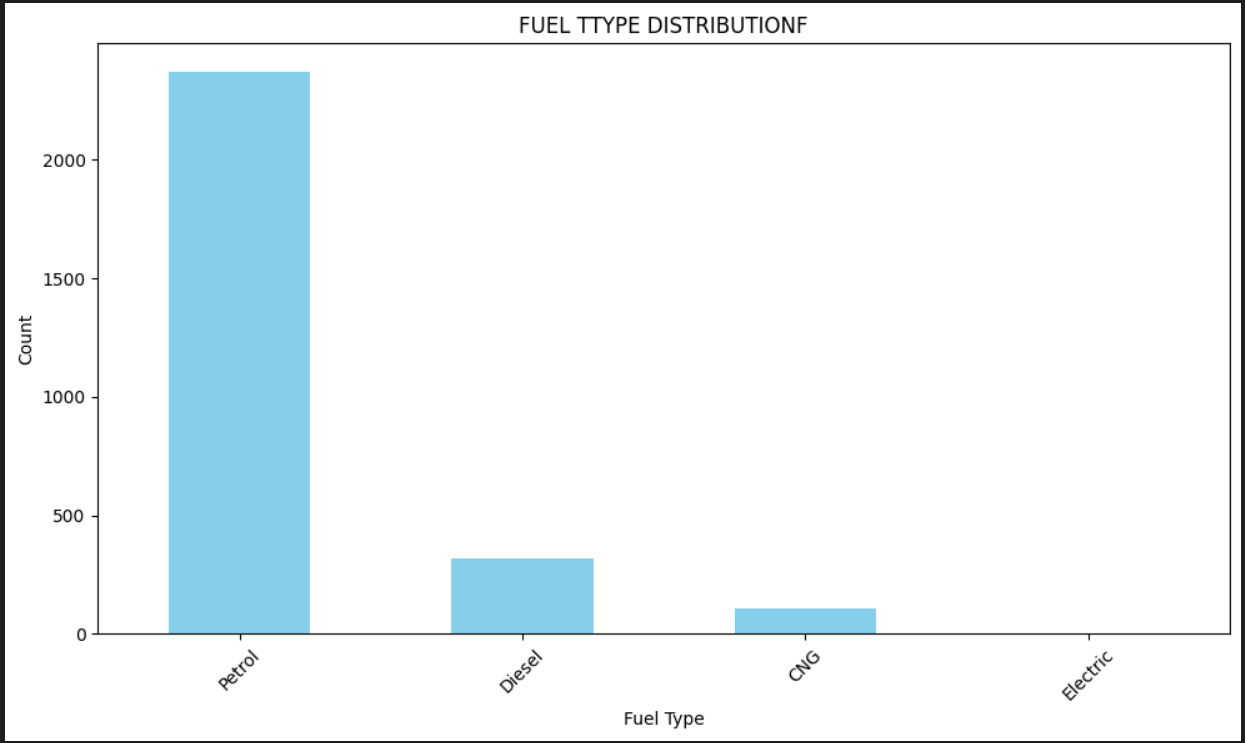 FUEL TTYPE DISTRIBUTIONF
2000
1500
1000
500
0
Count
Petrol
Diesel
CNG
Electric
Fuel Type